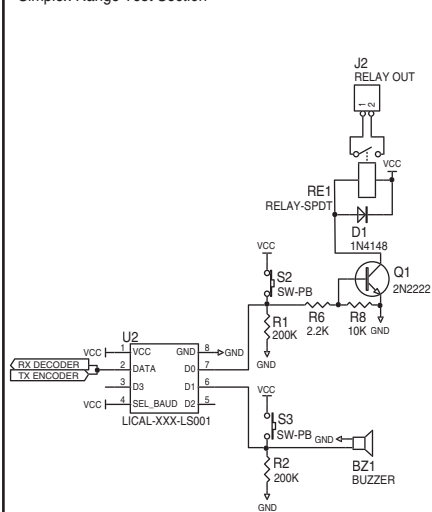 Simplex Range Test Section
J2
RELAY OUT
1
2
VCC
RE1
RELAY-SPDT
D1
1N4148
VCC
S2
SW-PB
Q1
2N2222
R6
2.2K
R8
10K
GND
R1
200K
GND
U2
VCC
1
VCC
GND
8
GND
RX DECODER
TX ENCODER
2
DATA
D0
7
3
D3
D1
6
VCC
4
SEL_BAUD
D2
5
LICAL-XXX-LS001
VCC
S3
SW-PB
GND
BZ1
BUZZER
R2
200K
GND